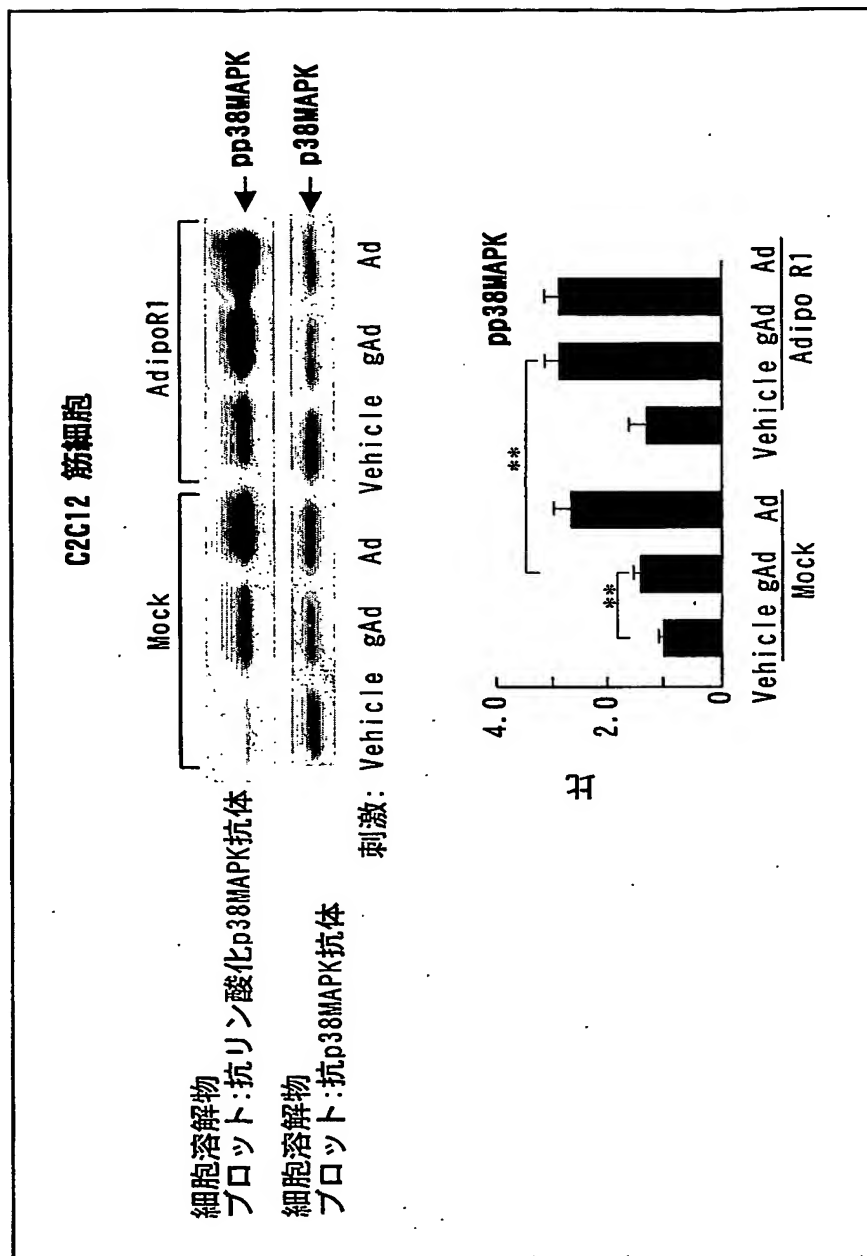 C2C12 筋細胞
Mock AdipoR1
細胞溶解物
ブロット:抗リン酸化p38MAPK抗体
pp38MAPK
細胞溶解物
ブロット:抗p38MAPK抗体
p38MAPK
刺激: Vehicle gAd Ad Vehicle gAd Ad
pp38MAPK
比
4.0
2.0
0
**
**
Vehicle gAd Ad Vehicle gAd Ad
Mock Adipo R1